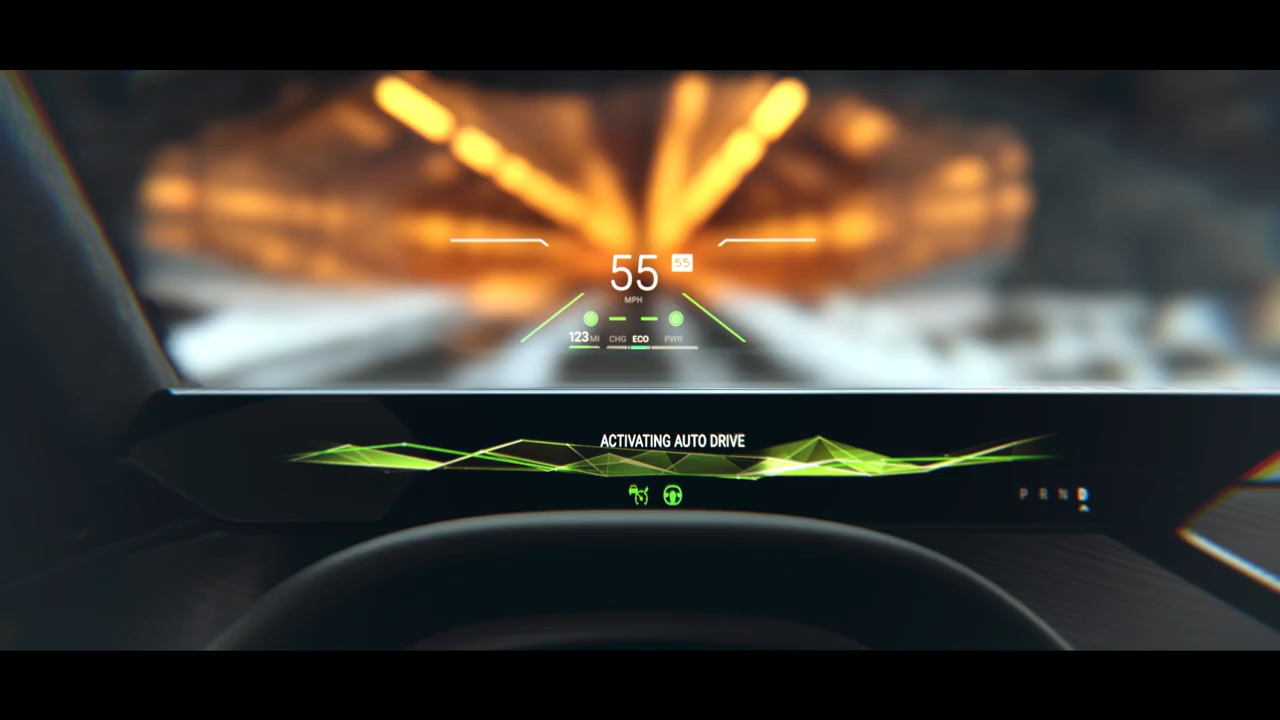 55 55
MPH
123 MI CHG ECO PWR
ACTIVATING AUTO DRIVE
P R N D